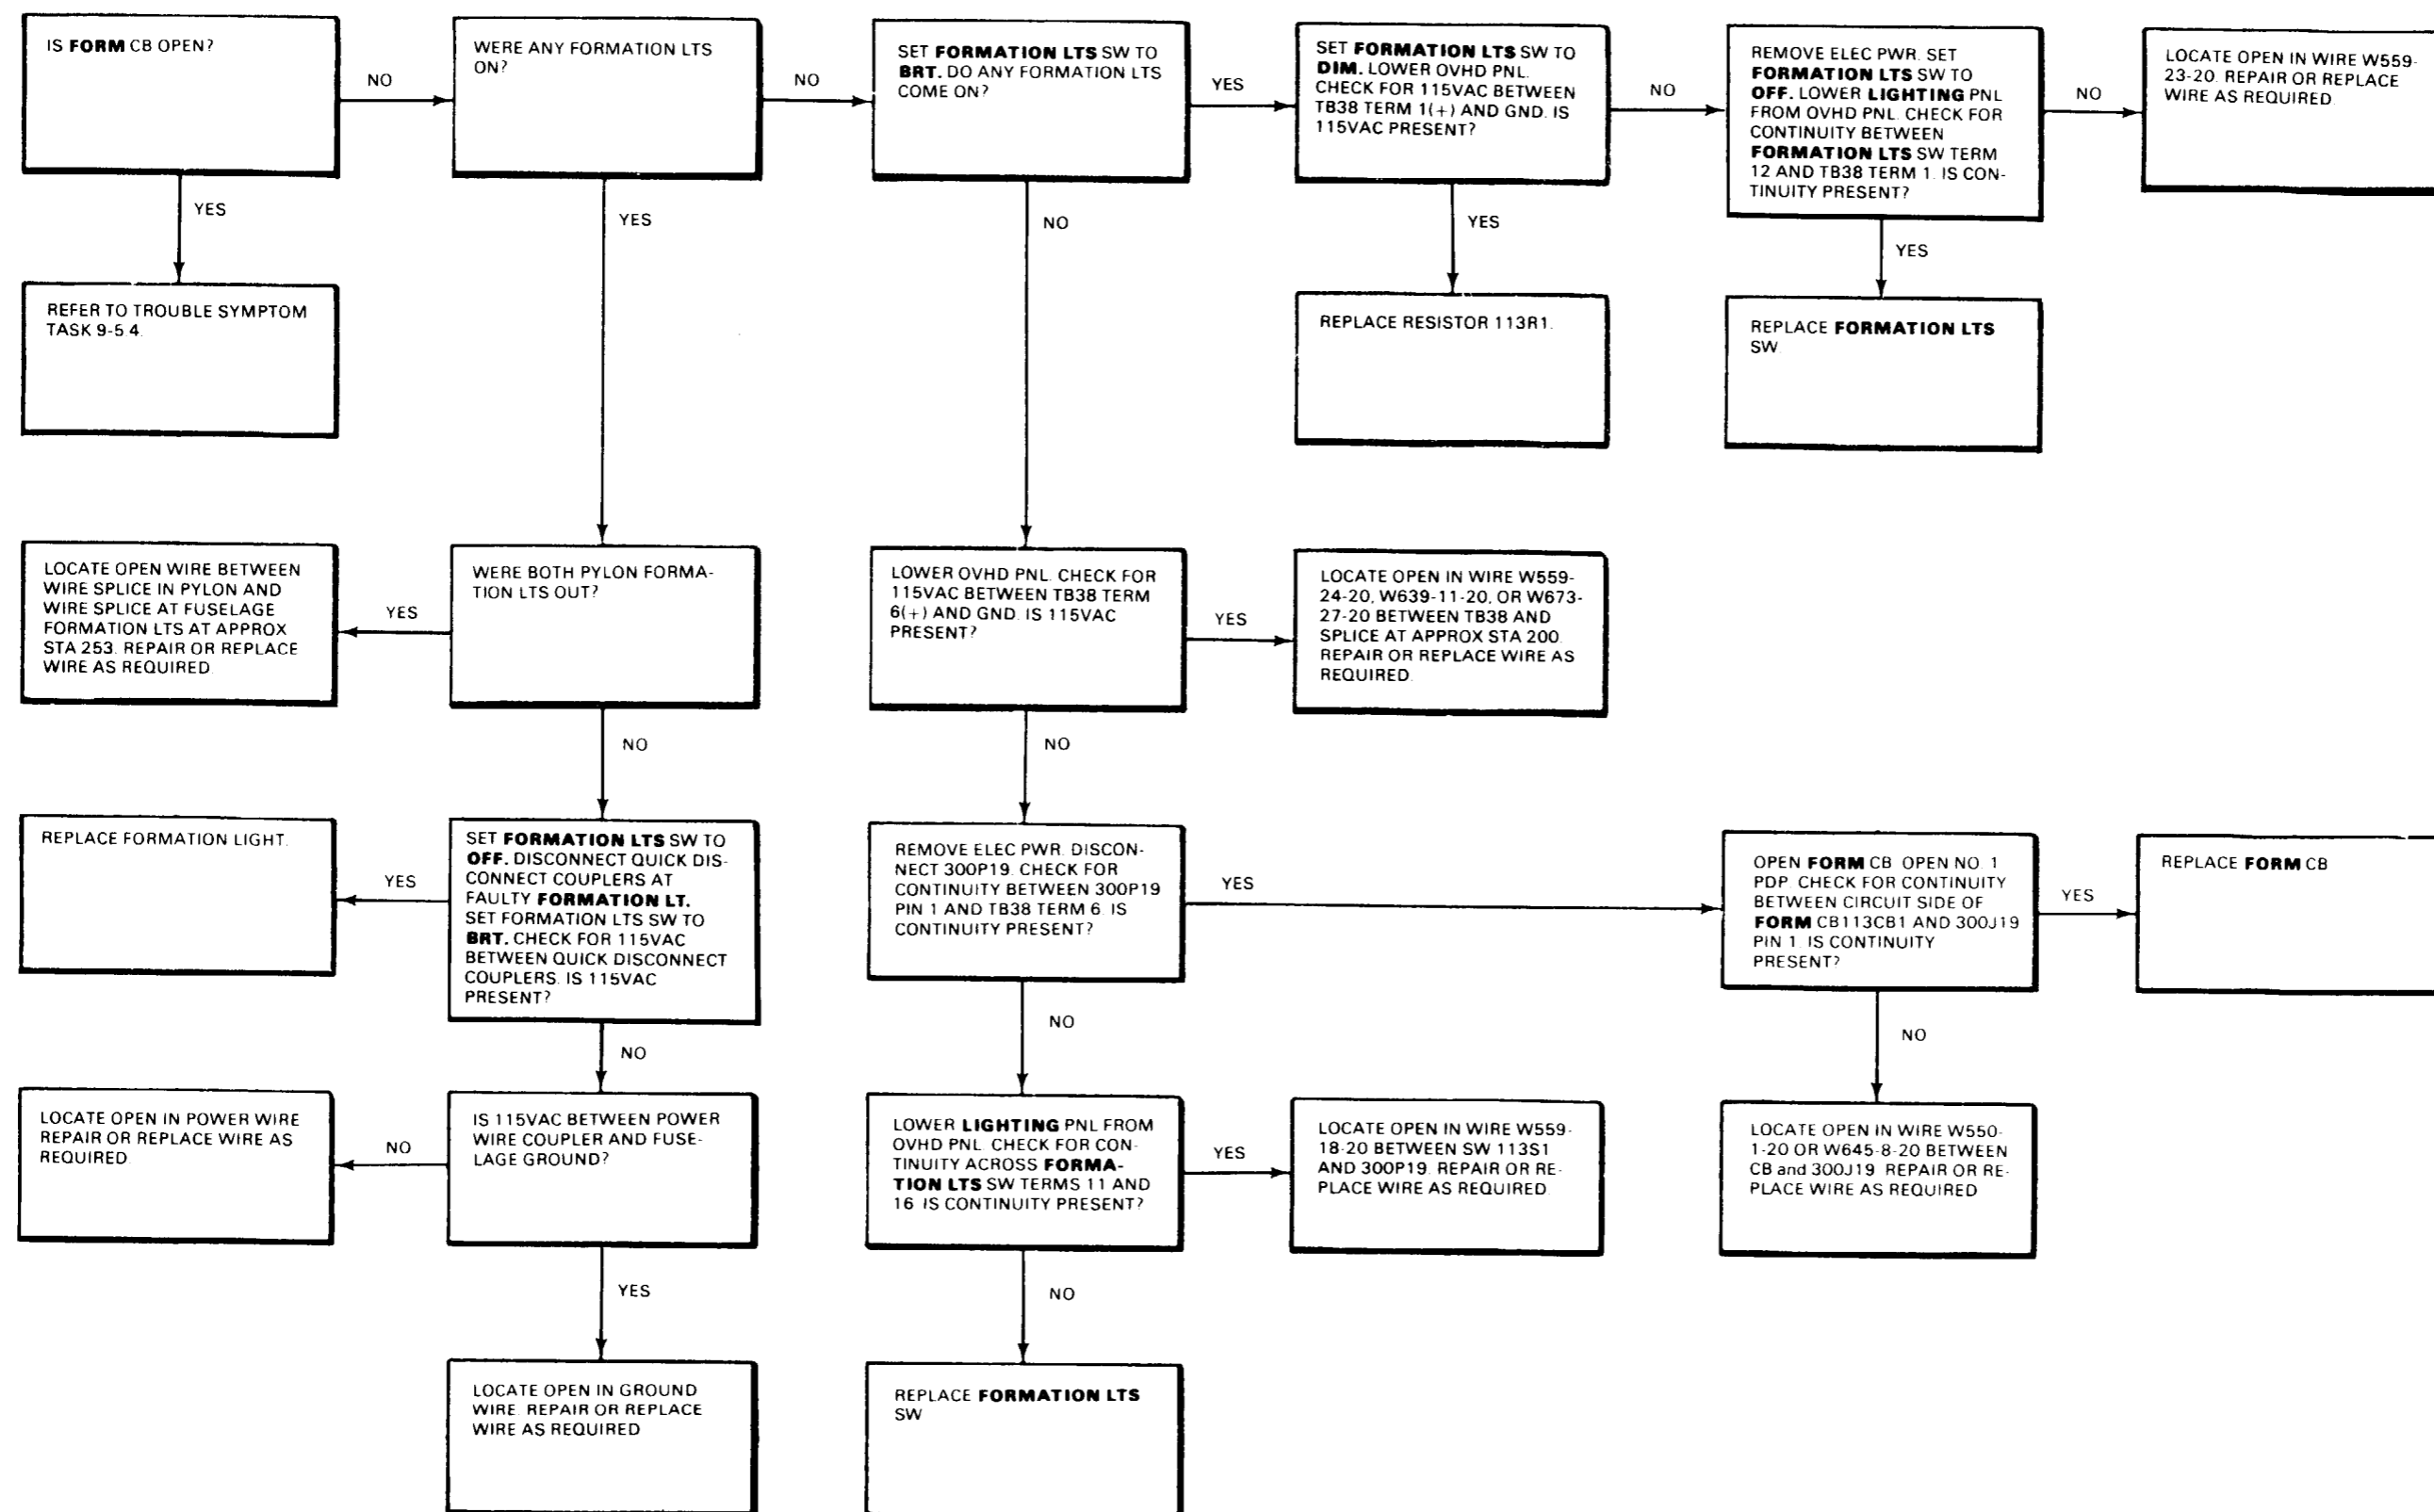 IS FORM CB OPEN?
NO
YES
WERE ANY FORMATION LTS
ON?
NO
YES
SET FORMATION LTS SW TO
BRT. DO ANY FORMATION LTS
COME ON?
YES
NO
SET FORMATION LTS SW TO
DIM. LOWER OVHD PNL.
CHECK FOR 115VAC BETWEEN
TB38 TERM 1(+) AND GND. IS
115VAC PRESENT?
NO
YES
REMOVE ELEC PWR. SET
FORMATION LTS SW TO
OFF. LOWER LIGHTING PNL
FROM OVHD PNL. CHECK FOR
CONTINUITY BETWEEN
FORMATION LTS SW TERM
12 AND TB38 TERM 1. IS CON-
TINUITY PRESENT?
NO
YES
LOCATE OPEN IN WIRE W559-
23-20. REPAIR OR REPLACE
WIRE AS REQUIRED.
REFER TO TROUBLE SYMPTOM
TASK 9-5 4.
REPLACE RESISTOR 113R1.
REPLACE FORMATION LTS
SW.
LOCATE OPEN WIRE BETWEEN
WIRE SPLICE IN PYLON AND
WIRE SPLICE AT FUSELAGE
FORMATION LTS AT APPROX
STA 253. REPAIR OR REPLACE
WIRE AS REQUIRED.
YES
WERE BOTH PYLON FORMA-
TION LTS OUT?
NO
LOWER OVHD PNL. CHECK FOR
115VAC BETWEEN TB38 TERM
6(+) AND GND. IS 115VAC
PRESENT?
YES
NO
LOCATE OPEN IN WIRE W559-
24-20, W639-11-20, OR W673-
27-20 BETWEEN TB38 AND
SPLICE AT APPROX STA 200.
REPAIR OR REPLACE WIRE AS
REQUIRED.
REPLACE FORMATION LIGHT.
YES
SET FORMATION LTS SW TO
OFF. DISCONNECT QUICK DIS-
CONNECT COUPLERS AT
FAULTY FORMATION LT.
SET FORMATION LTS SW TO
BRT. CHECK FOR 115VAC
BETWEEN QUICK DISCONNECT
COUPLERS. IS 115VAC
PRESENT?
NO
REMOVE ELEC PWR. DISCON-
NECT 300P19. CHECK FOR
CONTINUITY BETWEEN 300P19
PIN 1 AND TB38 TERM 6. IS
CONTINUITY PRESENT?
YES
NO
OPEN FORM CB. OPEN NO. 1
PDP. CHECK FOR CONTINUITY
BETWEEN CIRCUIT SIDE OF
FORM CB113CB1 AND 300J19
PIN 1. IS CONTINUITY
PRESENT?
YES
NO
REPLACE FORM CB
LOCATE OPEN IN POWER WIRE
REPAIR OR REPLACE WIRE AS
REQUIRED.
NO
IS 115VAC BETWEEN POWER
WIRE COUPLER AND FUSE-
LAGE GROUND?
YES
LOWER LIGHTING PNL FROM
OVHD PNL. CHECK FOR CON-
TINUITY ACROSS FORMA-
TION LTS SW TERMS 11 AND
16 IS CONTINUITY PRESENT?
YES
NO
LOCATE OPEN IN WIRE W559-
18-20 BETWEEN SW 113S1
AND 300P19. REPAIR OR RE-
PLACE WIRE AS REQUIRED.
LOCATE OPEN IN WIRE W550-
1-20 OR W645-8-20 BETWEEN
CB and 300J19 REPAIR OR RE-
PLACE WIRE AS REQUIRED
LOCATE OPEN IN GROUND
WIRE. REPAIR OR REPLACE
WIRE AS REQUIRED
REPLACE FORMATION LTS
SW